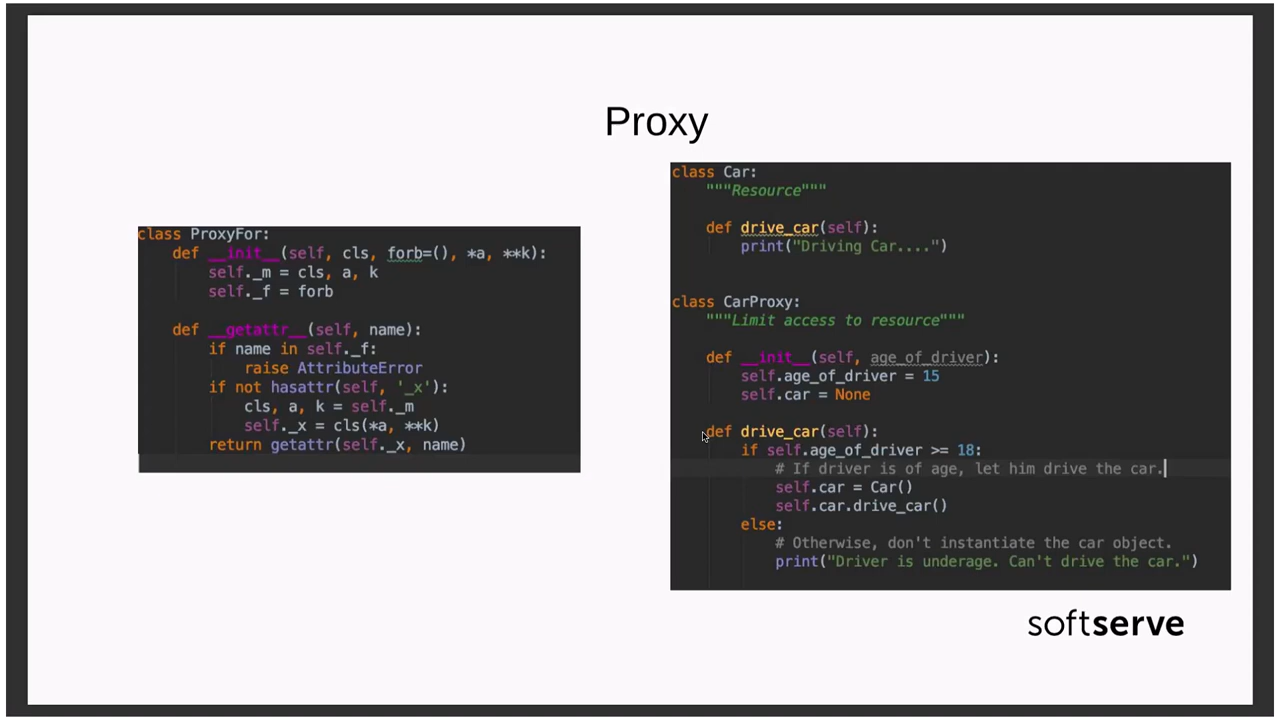 Proxy
class ProxyFor:
    def __init__(self, cls, forb=(), *a, **k):
        self._m = cls, a, k
        self._f = forb
    def __getattr__(self, name):
        if name in self._f:
            raise AttributeError
        if not hasattr(self, '_x'):
            cls, a, k = self._m
            self._x = cls(*a, **k)
        return getattr(self._x, name)
class Car:
    """Resource"""
    def drive_car(self):
        print("Driving Car....")
class CarProxy:
    """Limit access to resource"""
    def __init__(self, age_of_driver):
        self.age_of_driver = 15
        self.car = None
    def drive_car(self):
        if self.age_of_driver >= 18:
            # If driver is of age, let him drive the car.
            self.car = Car()
            self.car.drive_car()
        else:
            # Otherwise, don't instantiate the car object.
            print("Driver is underage. Can't drive the car.")
softserve